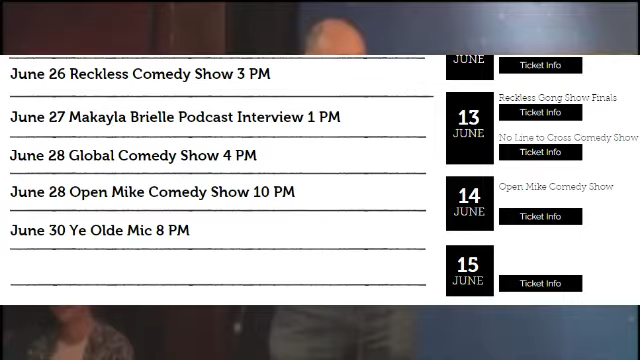 June 26 Reckless Comedy Show 3 PM
June 27 Makayla Brielle Podcast Interview 1 PM
June 28 Global Comedy Show 4 PM
June 28 Open Mike Comedy Show 10 PM
June 30 Ye Olde Mic 8 PM
JUNE
Ticket Info
13
JUNE
Reckless Gong Show Finals
Ticket Info
No Line to Cross Comedy Show
Ticket Info
14
JUNE
Open Mike Comedy Show
Ticket Info
15
JUNE
Ticket Info